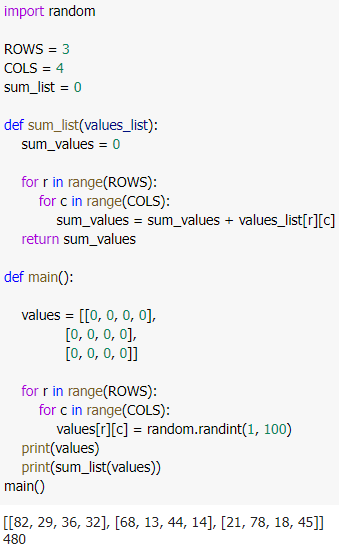 import random

ROWS = 3
COLS = 4
sum_list = 0

def sum_list(values_list):
    sum_values = 0

    for r in range(ROWS):
        for c in range(COLS):
            sum_values = sum_values + values_list[r][c]
    return sum_values

def main():

    values = [[0, 0, 0, 0],
              [0, 0, 0, 0],
              [0, 0, 0, 0]]

    for r in range(ROWS):
        for c in range(COLS):
            values[r][c] = random.randint(1, 100)
    print(values)
    print(sum_list(values))
main()

[[82, 29, 36, 32], [68, 13, 44, 14], [21, 78, 18, 45]]
480